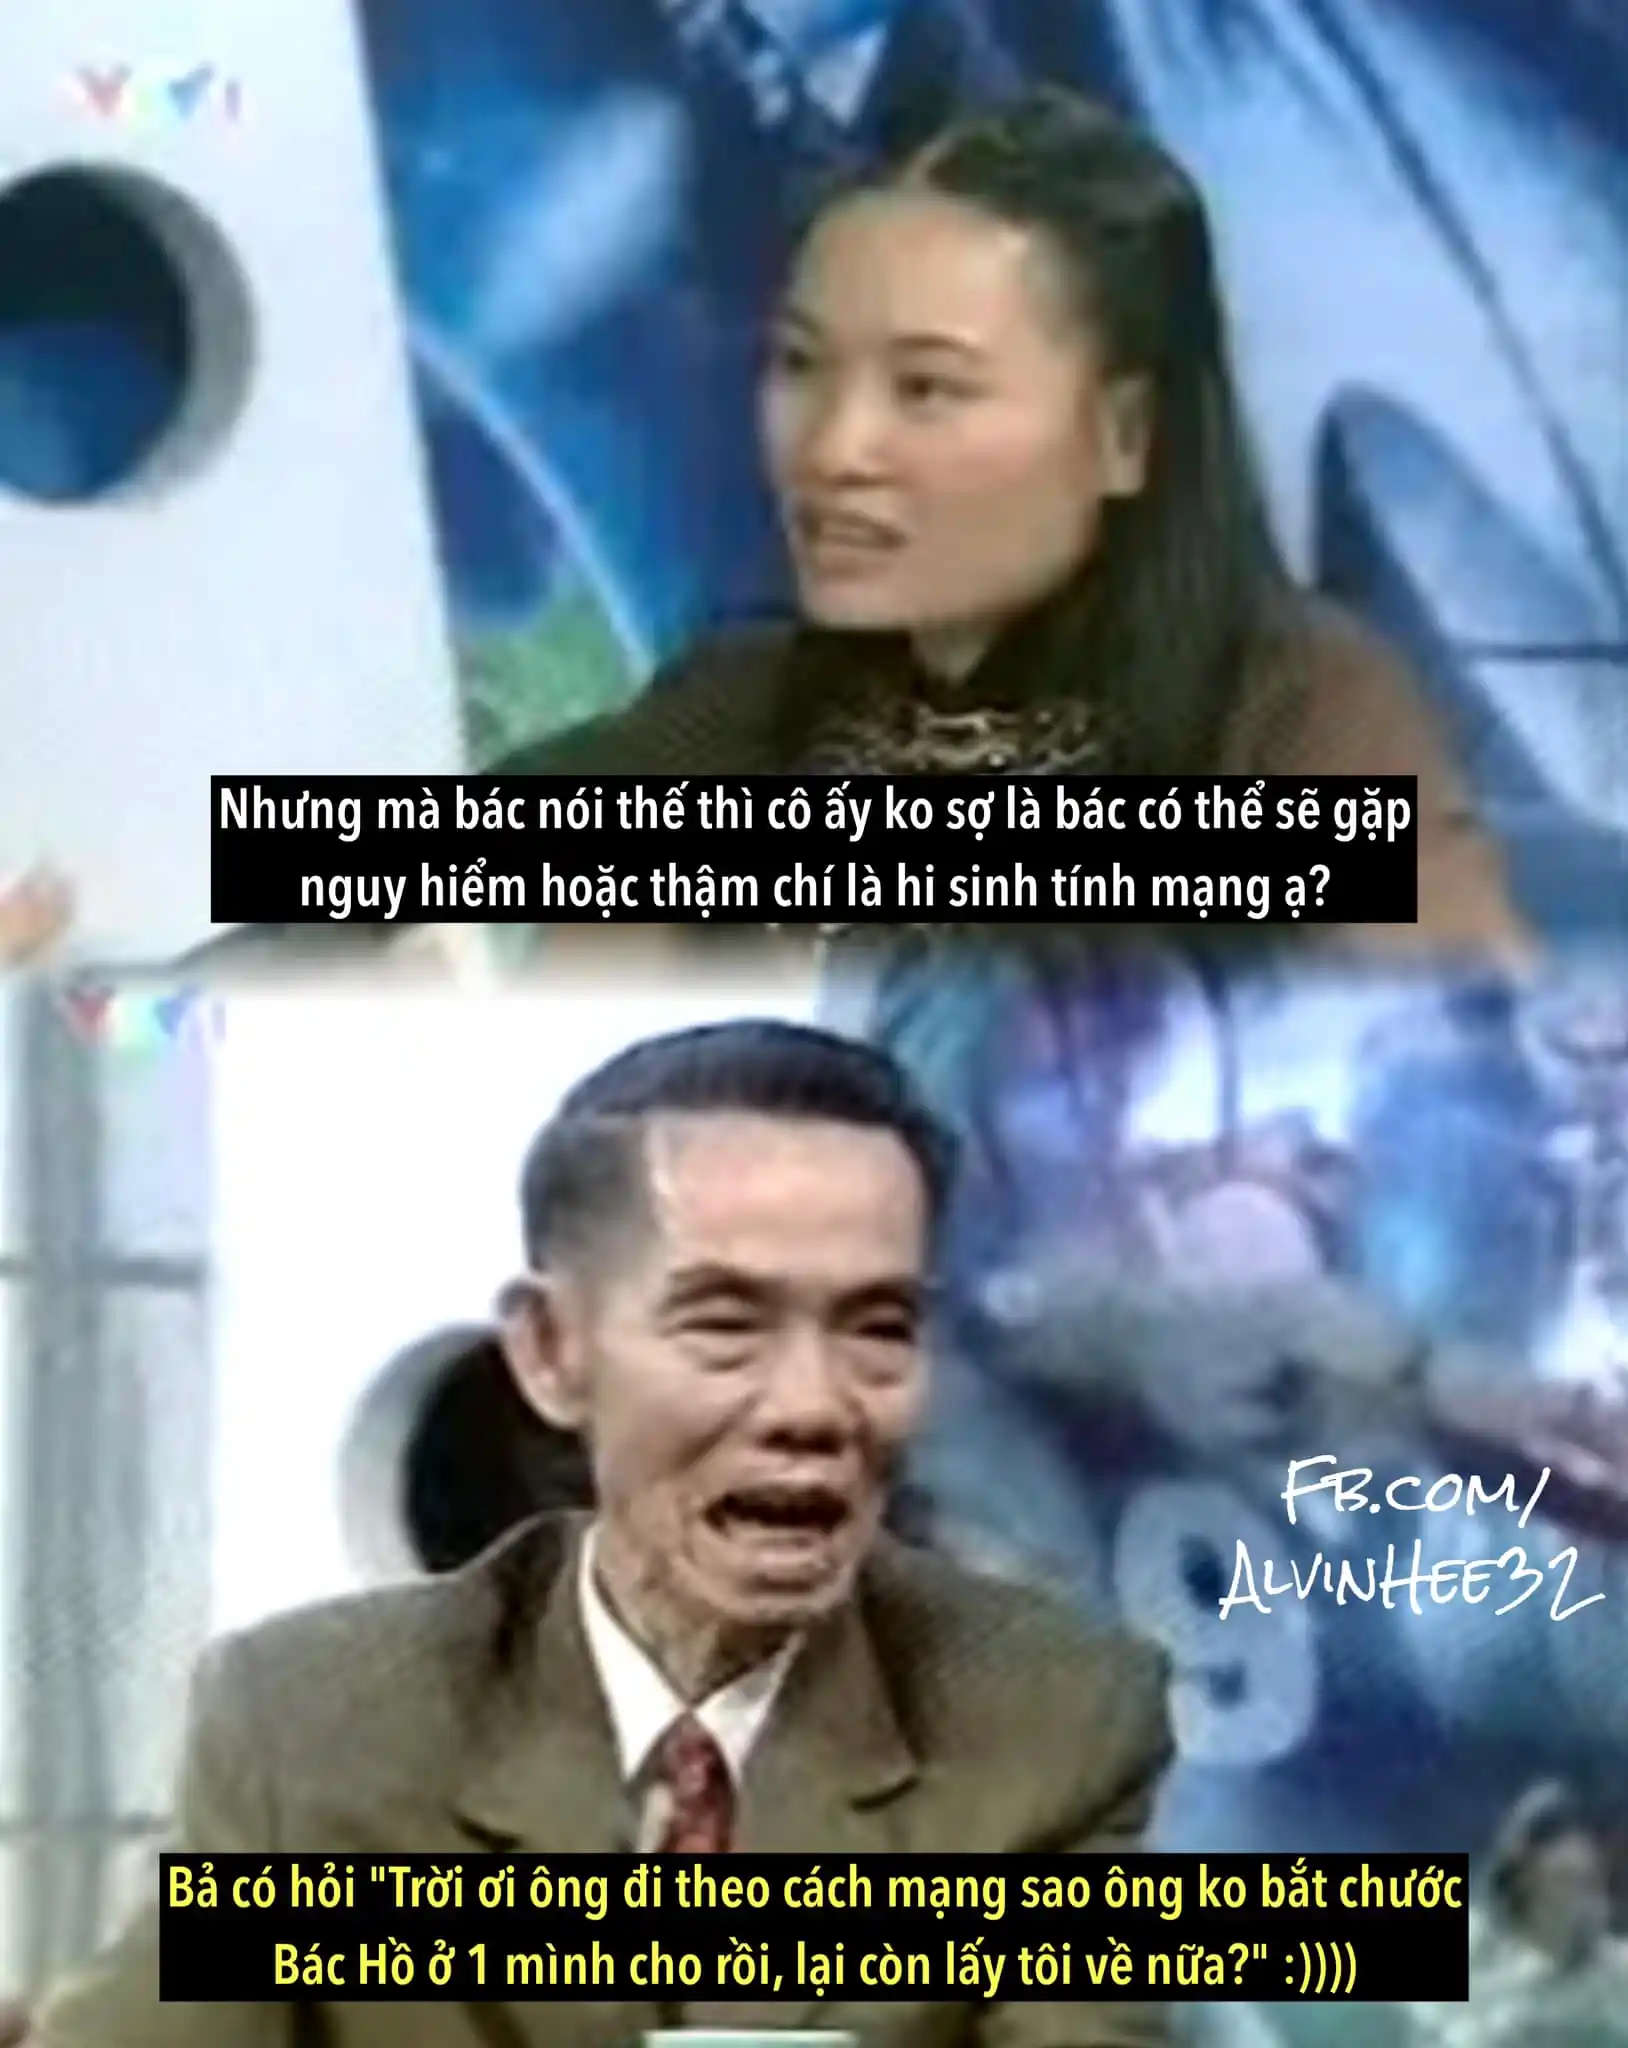 VTV1
Nhưng mà bác nói thế thì cô ấy ko sợ là bác có thể sẽ gặp
nguy hiểm hoặc thậm chí là hi sinh tính mạng ạ?
VTV1
FB.COM/
ALVINHEE32
Bả có hỏi "Trời ơi ông đi theo cách mạng sao ông ko bắt chước
Bác Hồ ở 1 mình cho rồi, lại còn lấy tôi về nữa?" :))))